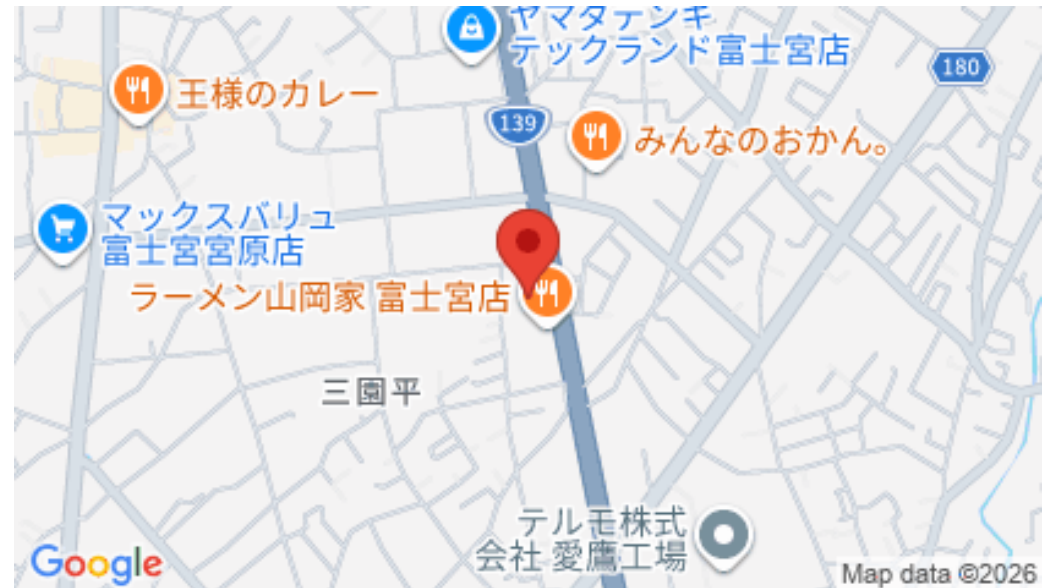 ヤマダデンキ
テックランド富士宮店
180
王様のカレー
139
みんなのおかん。
マックスバリュ
富士宮宮原店
ラーメン山岡家 富士宮店
三園平
テルモ株式
会社 愛鷹工場
Google
Map data ©2026